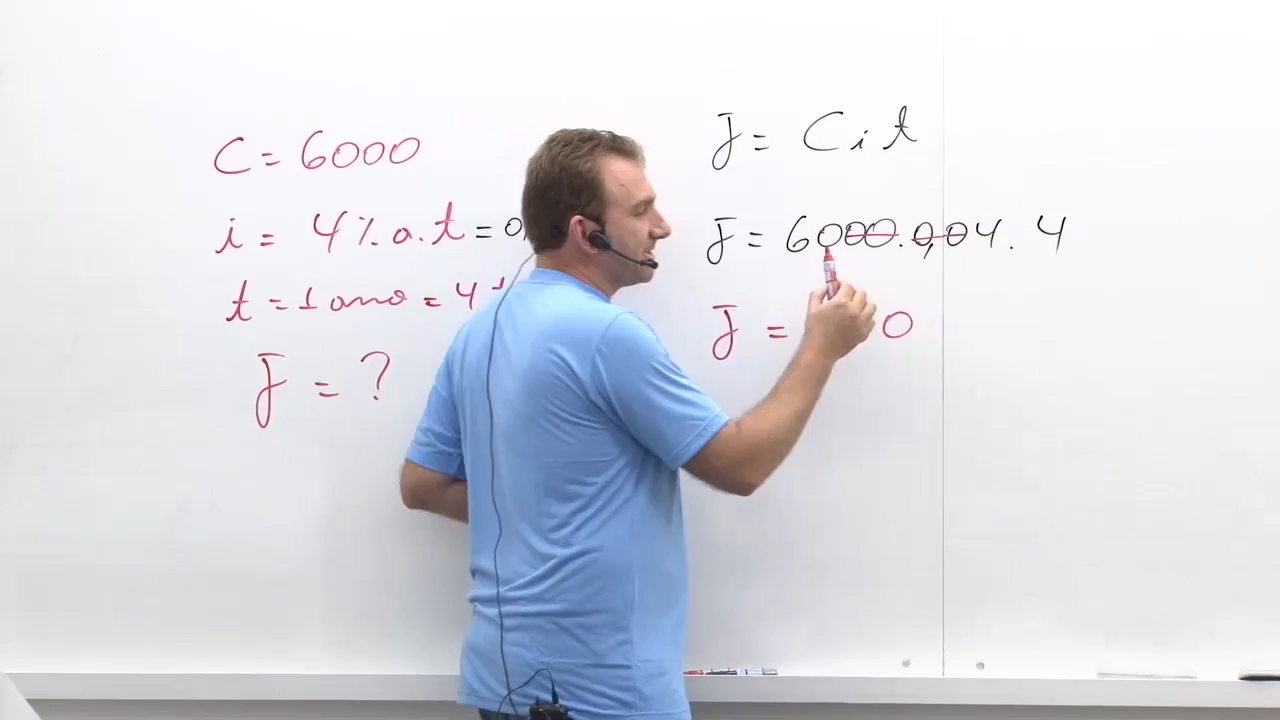 C = 6000
i = 4 % a.t = 0,
t = 1 ano = 4
J = ?
J = C i t
J = 6000 . 0,04 . 4
J = 0